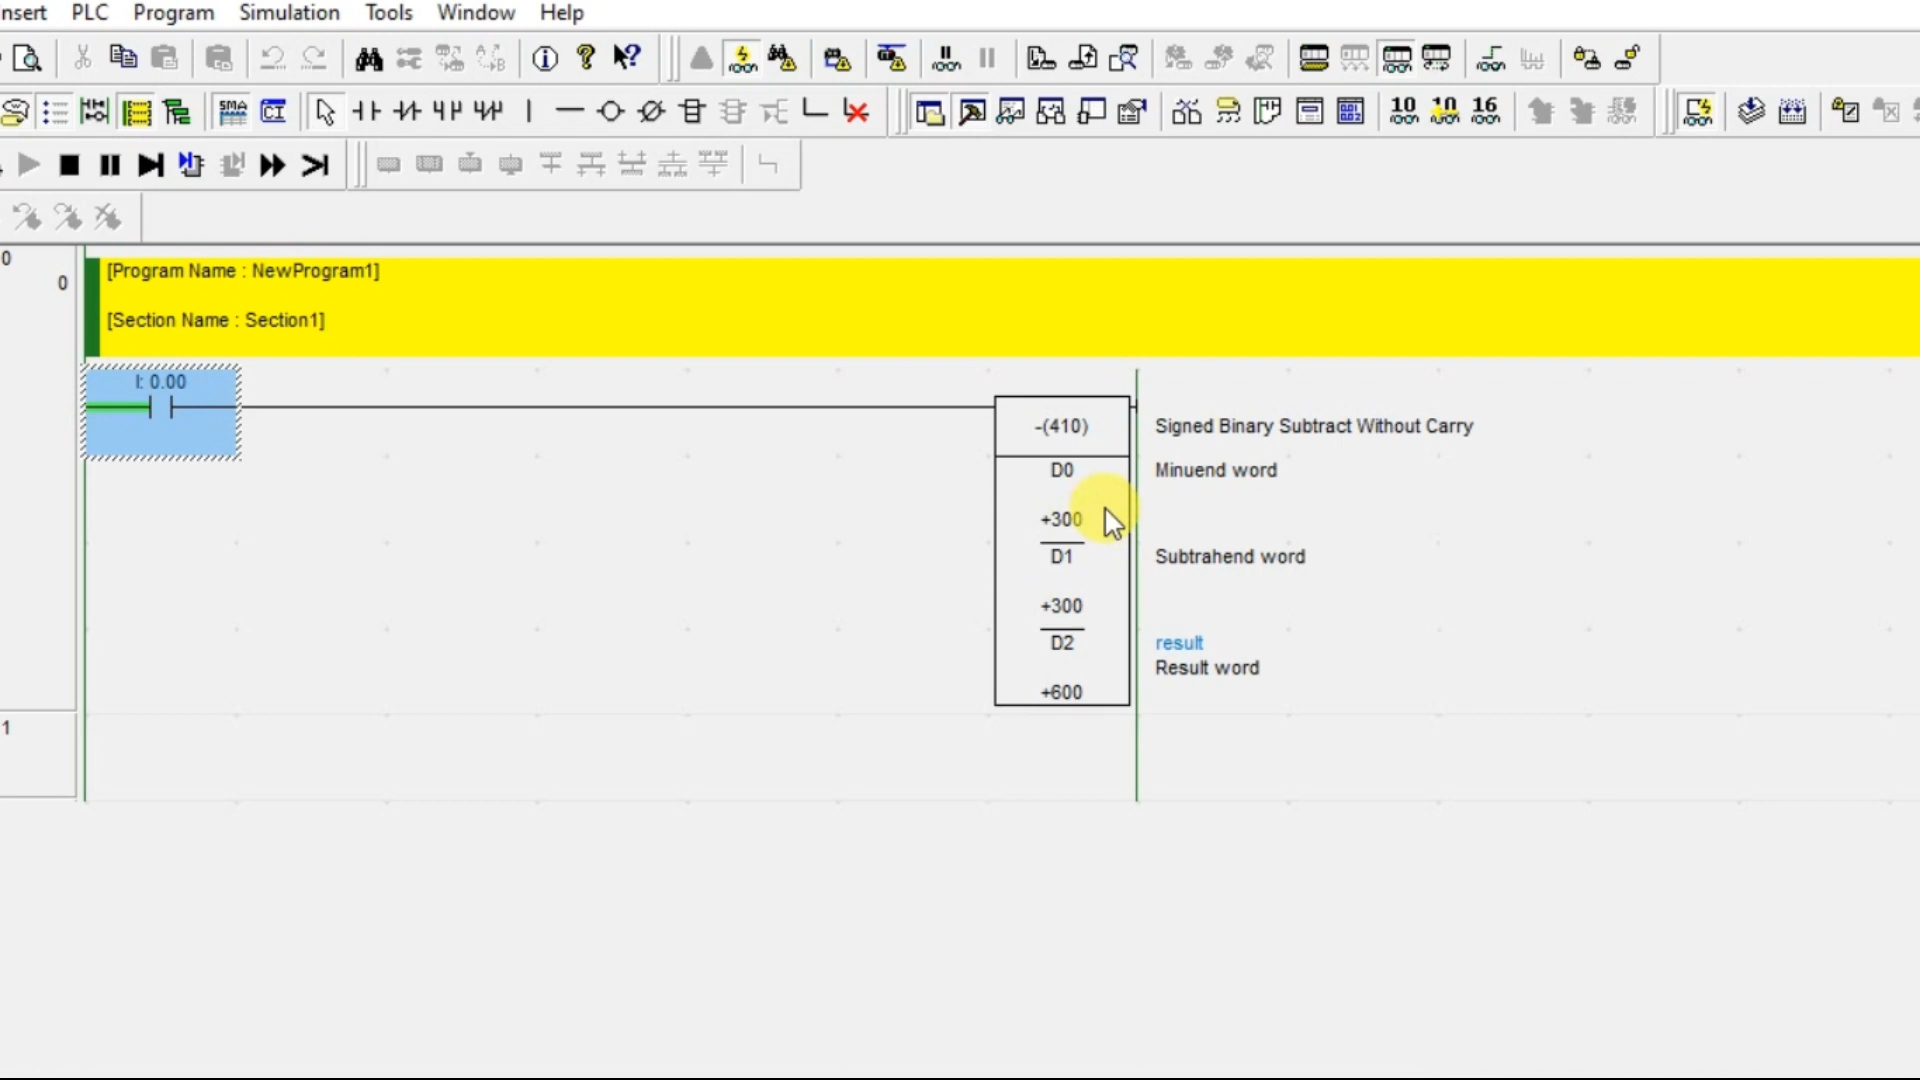 nsert PLC Program Simulation Tools Window Help
SMA CI 10 10 16
0
0
[Program Name : NewProgram1]
[Section Name : Section1]
I: 0.00
-(410) Signed Binary Subtract Without Carry
D0 Minuend word
+300
D1 Subtrahend word
+300
D2 result
Result word
+600
1